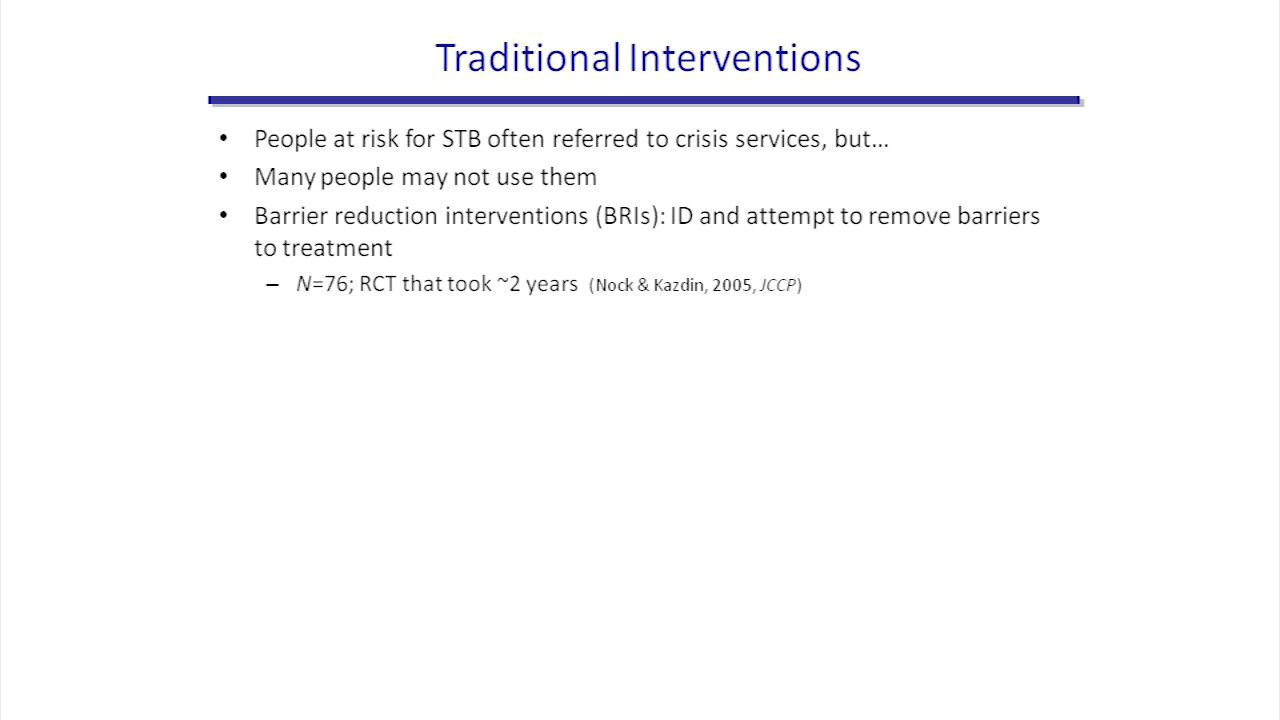 Traditional Interventions
• People at risk for STB often referred to crisis services, but…
• Many people may not use them
• Barrier reduction interventions (BRIs): ID and attempt to remove barriers
to treatment
– N=76; RCT that took ~2 years (Nock & Kazdin, 2005, JCCP)